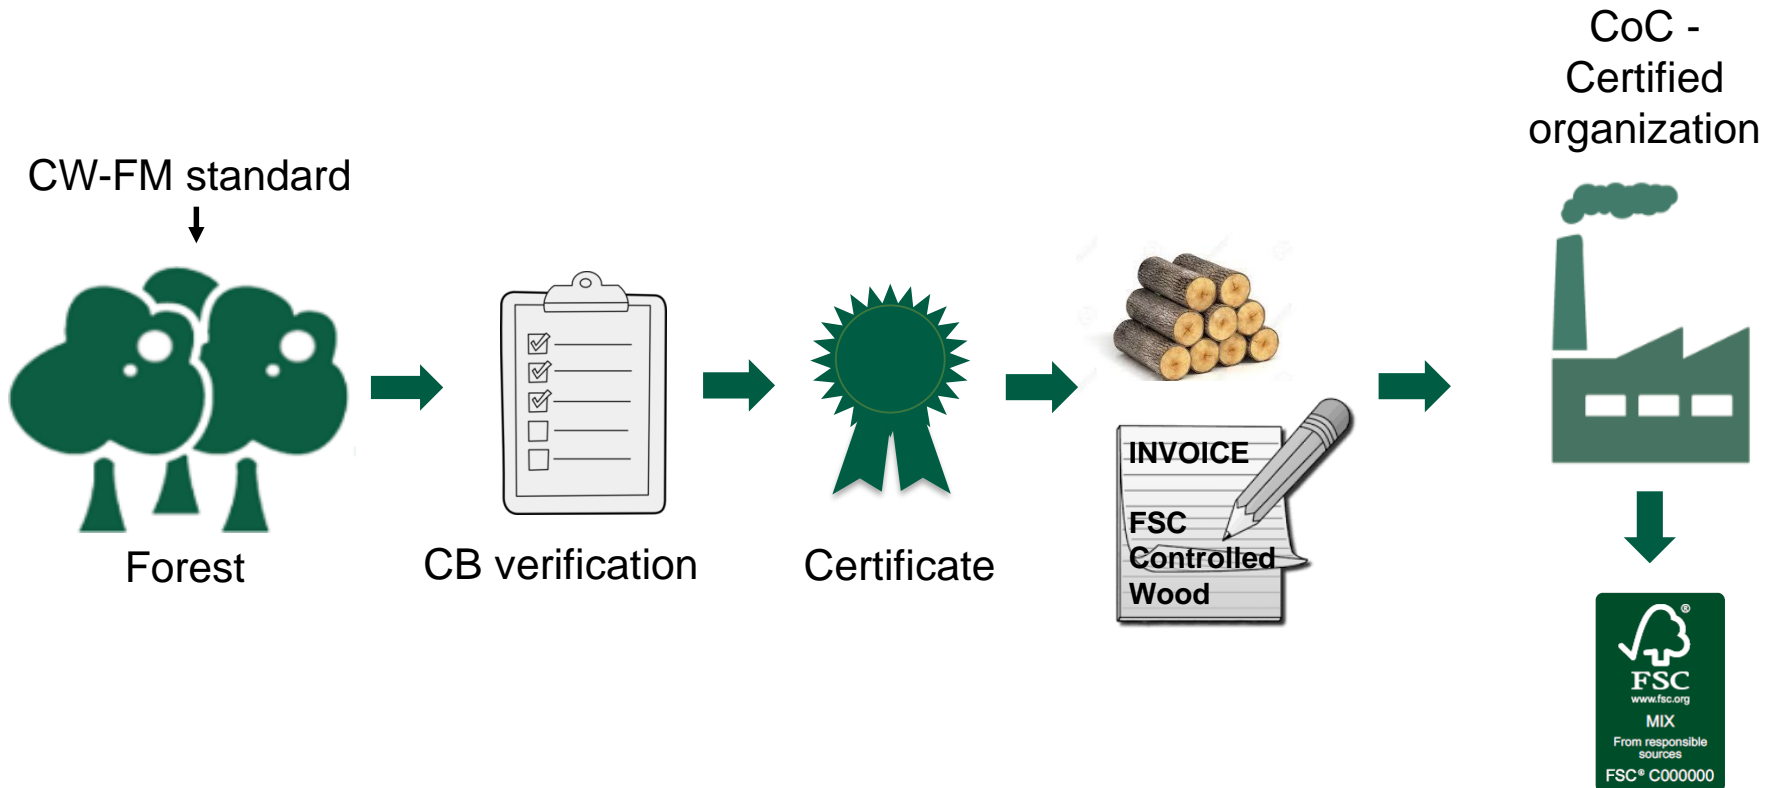 CoC -
Certified
organization
CW-FM standard
Forest
CB verification
Certificate
INVOICE
FSC
Controlled
Wood
®
FSC
www.fsc.org
MIX
From responsible
sources
FSC® C000000